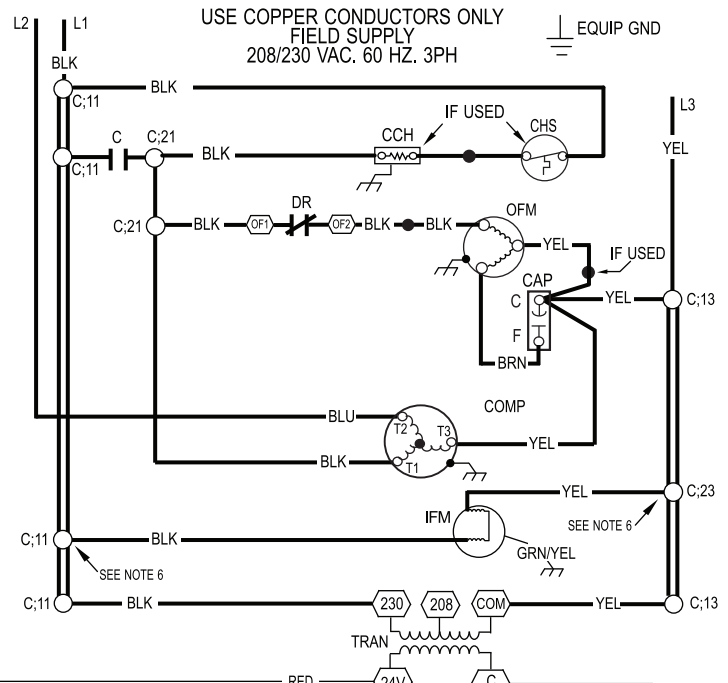 USE COPPER CONDUCTORS ONLY
FIELD SUPPLY
208/230 VAC. 60 HZ. 3PH
EQUIP GND
L2
L1
BLK
C;11
BLK
L3
YEL
IF USED
CCH
CHS
C;11
C
C;21
BLK
C;21
BLK
OF1
DR
OF2
BLK
BLK
OFM
YEL
IF USED
CAP
C
YEL
C;13
F
BRN
COMP
BLU
T2
T3
YEL
BLK
T1
YEL
C;23
SEE NOTE 6
IFM
C;11
BLK
GRN/YEL
SEE NOTE 6
C;11
BLK
230
208
COM
YEL
C;13
TRAN
RED
24V
C